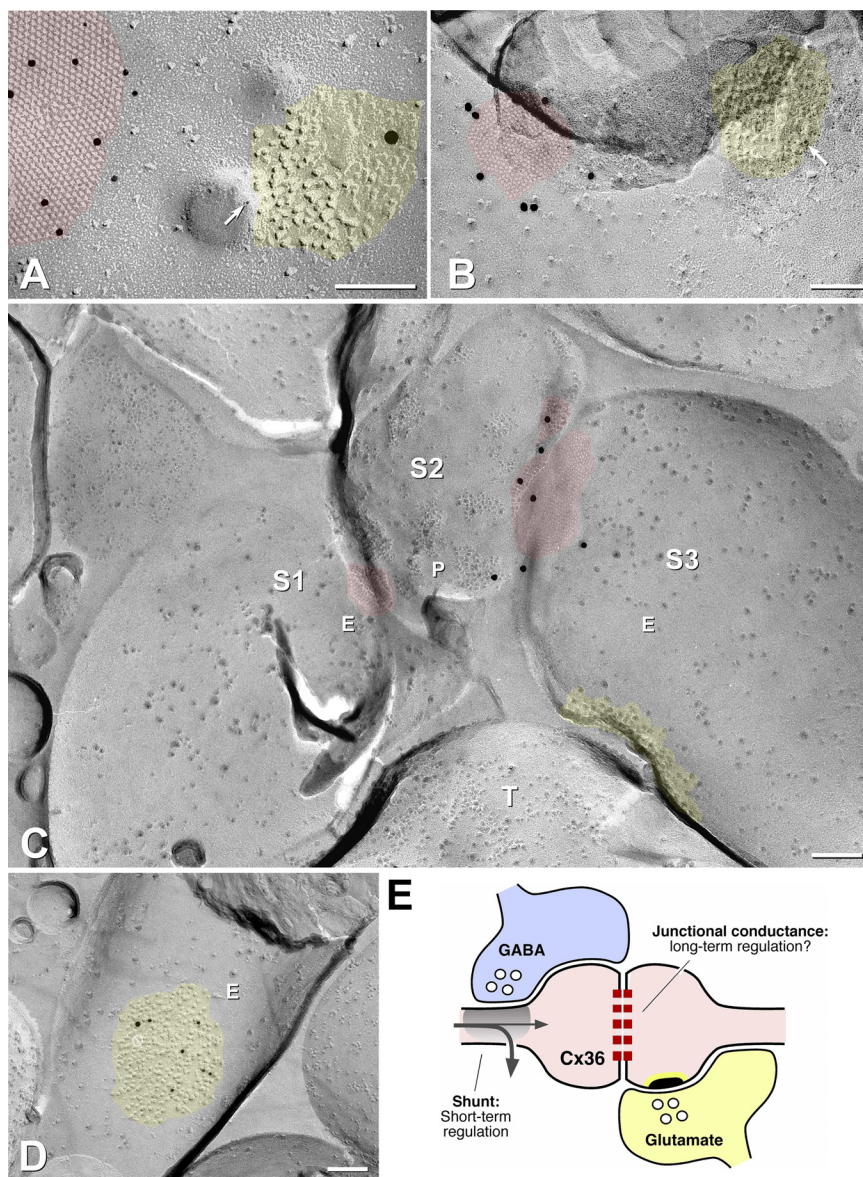 A
B
S2
S1
S3
P
E
E
T
C
E
D
E
GABA
Junctional conductance:
long-term regulation?
Cx36
Shunt:
Short-term
regulation
Glutamate